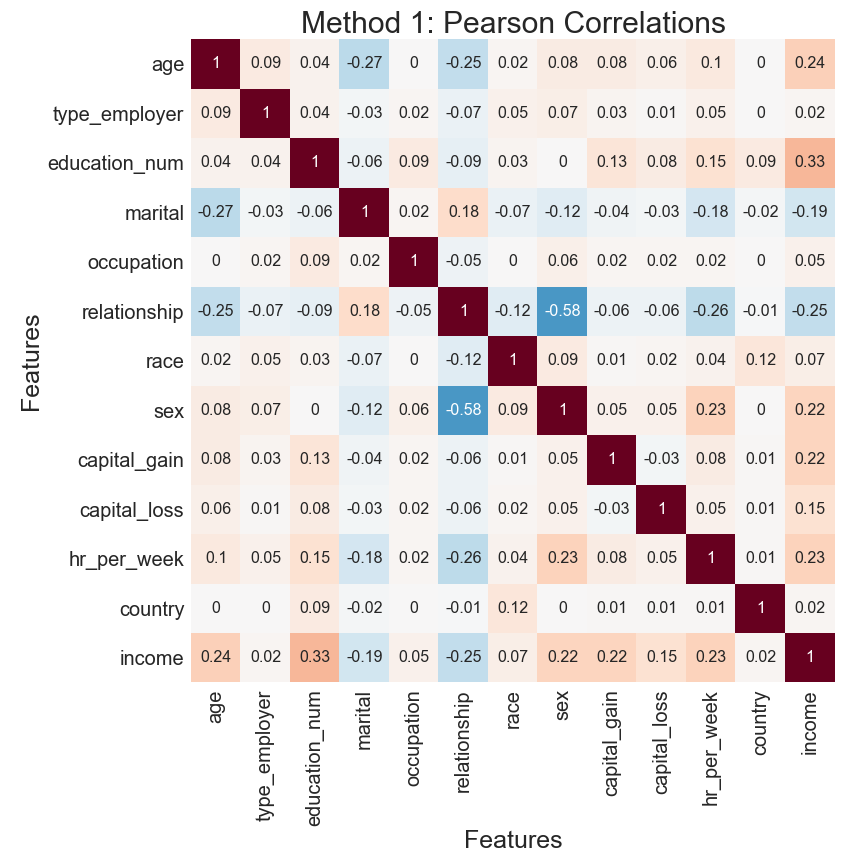 Method 1: Pearson Correlations
age 1 0.09 0.04 -0.27 0 -0.25 0.02 0.08 0.08 0.06 0.1 0 0.24
type_employer 0.09 1 0.04 -0.03 0.02 -0.07 0.05 0.07 0.03 0.01 0.05 0 0.02
education_num 0.04 0.04 1 -0.06 0.09 -0.09 0.03 0 0.13 0.08 0.15 0.09 0.33
marital -0.27 -0.03 -0.06 1 0.02 0.18 -0.07 -0.12 -0.04 -0.03 -0.18 -0.02 -0.19
occupation 0 0.02 0.09 0.02 1 -0.05 0 0.06 0.02 0.02 0.02 0 0.05
relationship -0.25 -0.07 -0.09 0.18 -0.05 1 -0.12 -0.58 -0.06 -0.06 -0.26 -0.01 -0.25
race 0.02 0.05 0.03 -0.07 0 -0.12 1 0.09 0.01 0.02 0.04 0.12 0.07
sex 0.08 0.07 0 -0.12 0.06 -0.58 0.09 1 0.05 0.05 0.23 0 0.22
capital_gain 0.08 0.03 0.13 -0.04 0.02 -0.06 0.01 0.05 1 -0.03 0.08 0.01 0.22
capital_loss 0.06 0.01 0.08 -0.03 0.02 -0.06 0.02 0.05 -0.03 1 0.05 0.01 0.15
hr_per_week 0.1 0.05 0.15 -0.18 0.02 -0.26 0.04 0.23 0.08 0.05 1 0.01 0.23
country 0 0 0.09 -0.02 0 -0.01 0.12 0 0.01 0.01 0.01 1 0.02
income 0.24 0.02 0.33 -0.19 0.05 -0.25 0.07 0.22 0.22 0.15 0.23 0.02 1
Features
age type_employer education_num marital occupation relationship race sex capital_gain capital_loss hr_per_week country income
Features